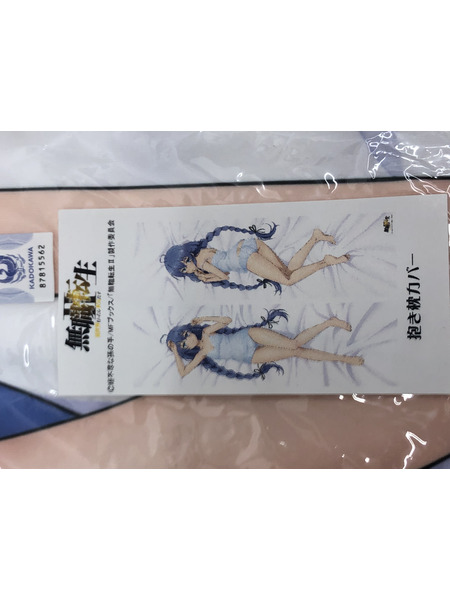 KADOKAWA
87815562
無職転生
Ⅱ
©理不尽な孫の手/MFブックス/「無職転生Ⅱ」製作委員会
抱き枕カバー